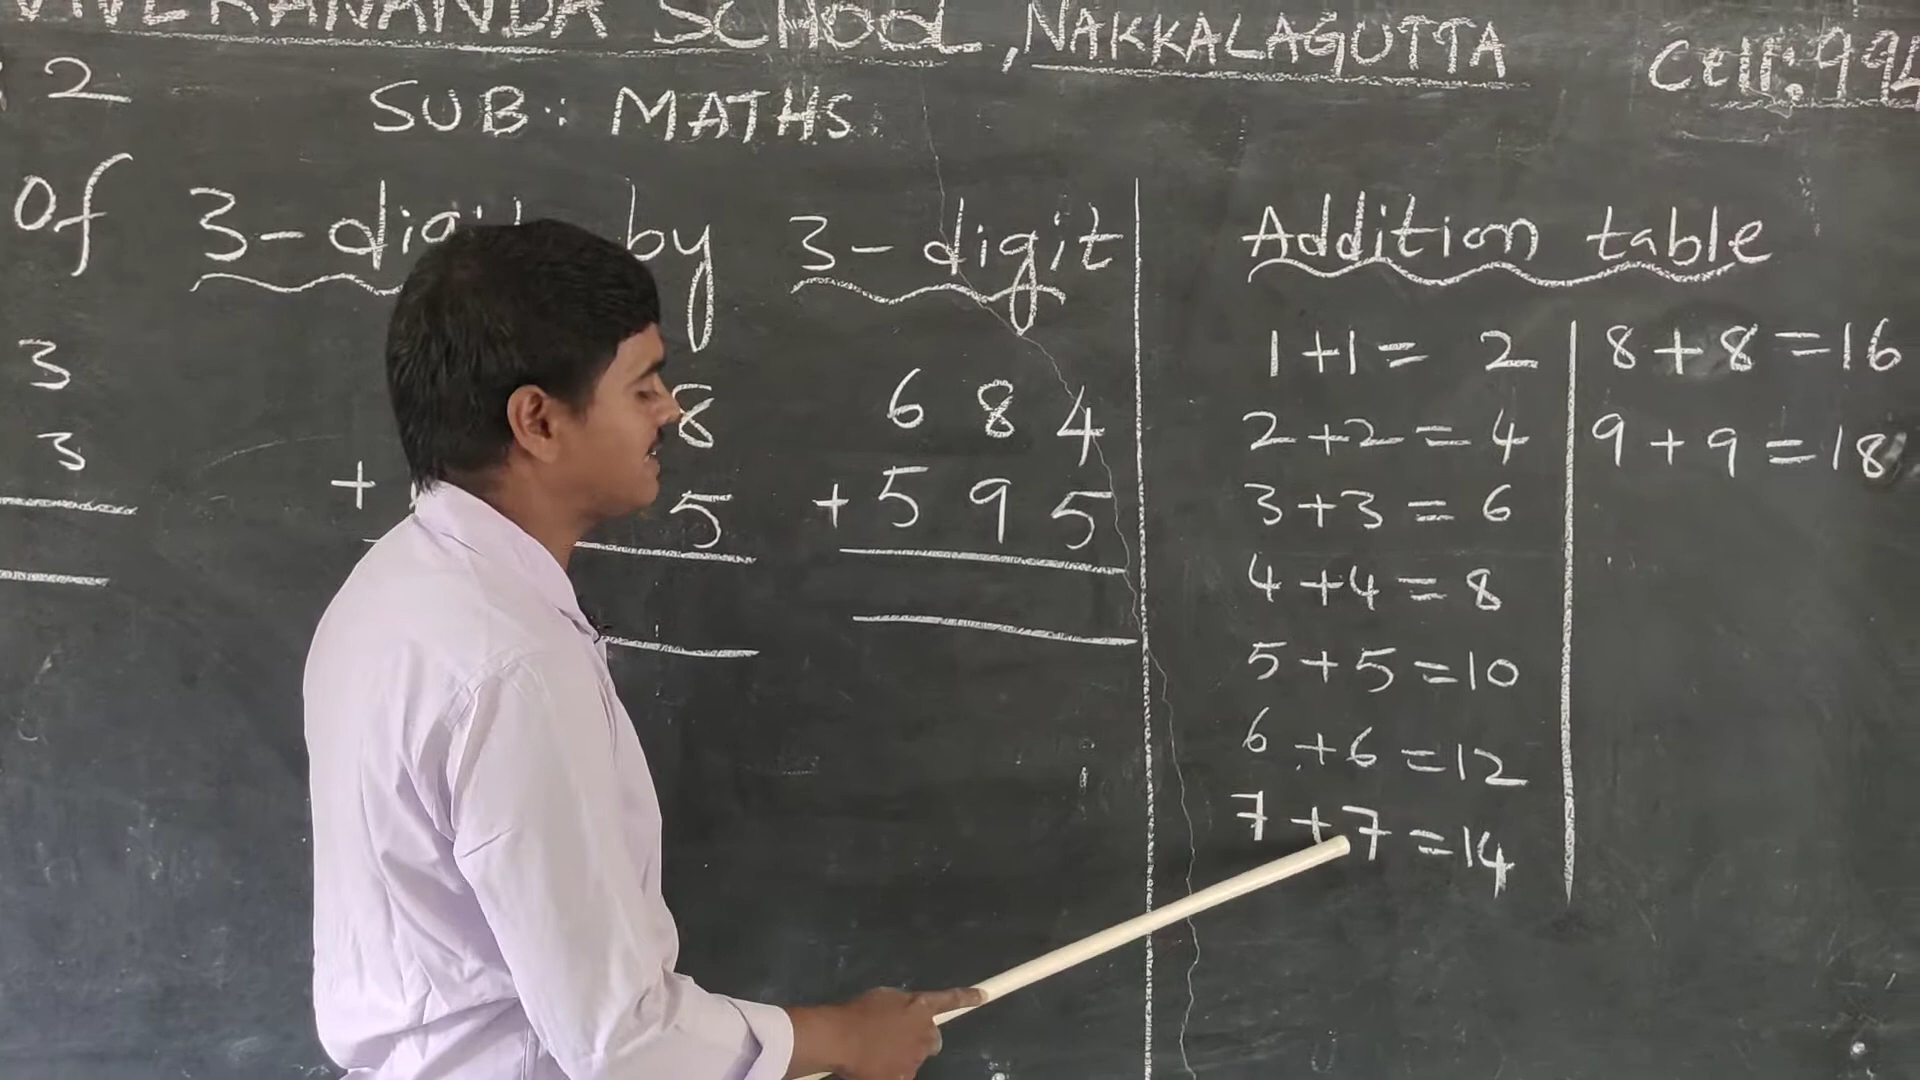 VIVEKANANDA SCHOOL, NAKKALAGUTTA Cell: 994
2 SUB: MATHS.
Of 3-digit by 3-digit
3
3
8
+ 5
6 8 4
+ 5 9 5
Addition table
1+1= 2
2+2=4
3+3=6
4+4=8
5+5=10
6+6=12
7+7=14
8+8=16
9+9=18